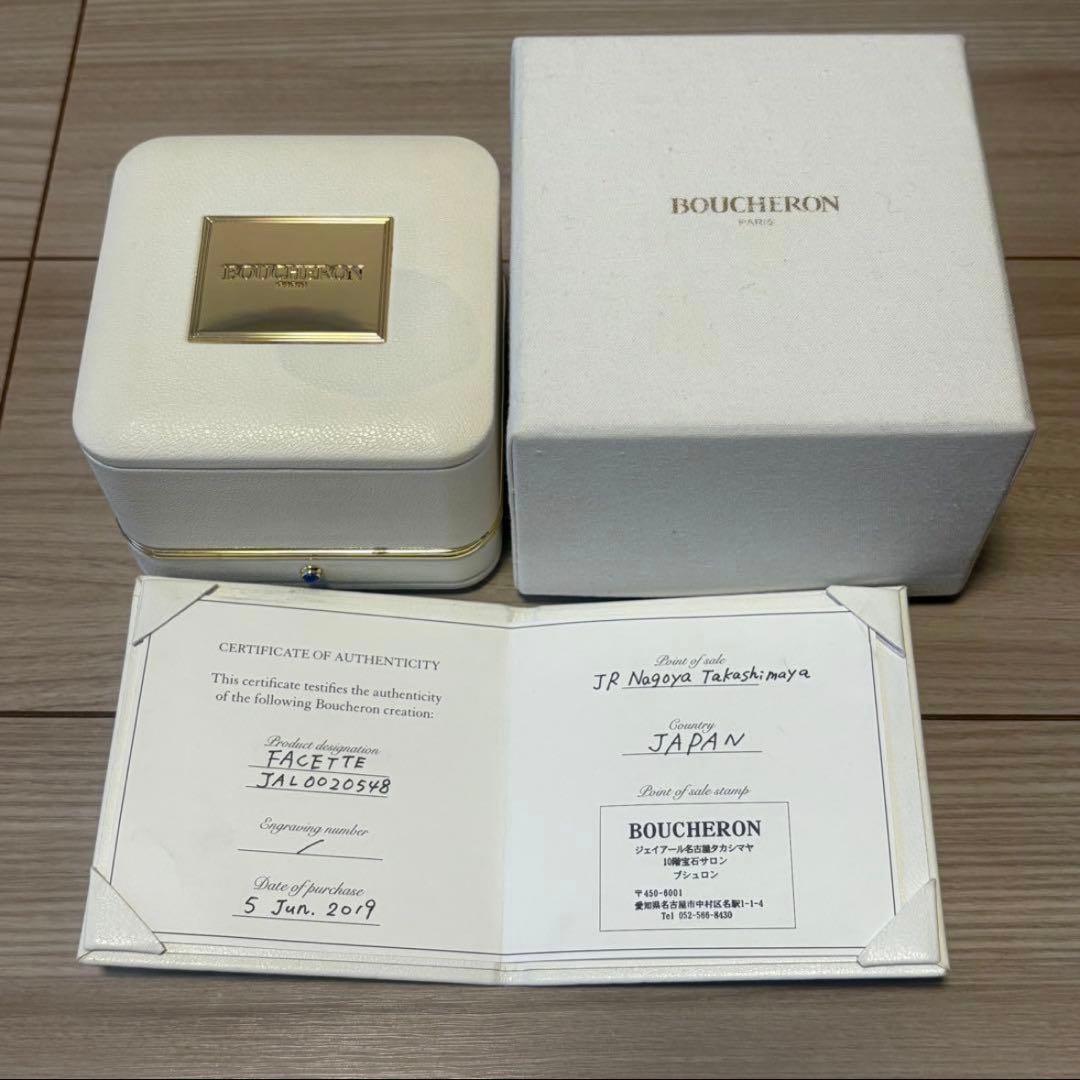 BOUCHERON
PARIS
BOUCHERON
PARIS
CERTIFICATE OF AUTHENTICITY
This certificate testifies the authenticity
of the following Boucheron creation:
Product designation
FACETTE
JAL0020548
Engraving number
/
Date of purchase
5 Jun. 2019
Point of sale
JR Nagoya Takashimaya
Country
JAPAN
Point of sale stamp
BOUCHERON
ジェイアール名古屋タカシマヤ
10階宝石サロン
ブシュロン
〒450-6001
愛知県名古屋市中村区名駅1-1-4
Tel 052-566-8430